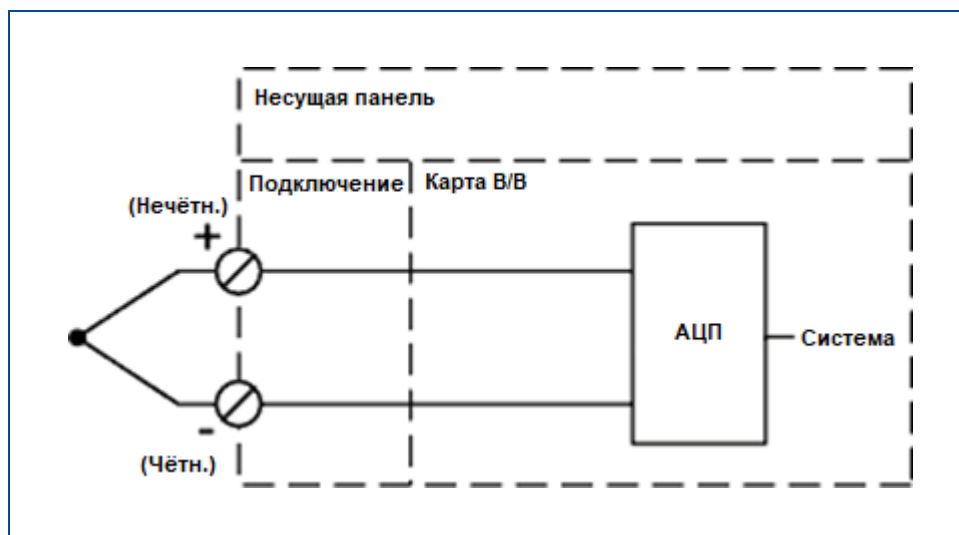 Несущая панель
Подключение
Карта В/В
(Нечётн.)
+
АЦП
Система
-
(Чётн.)